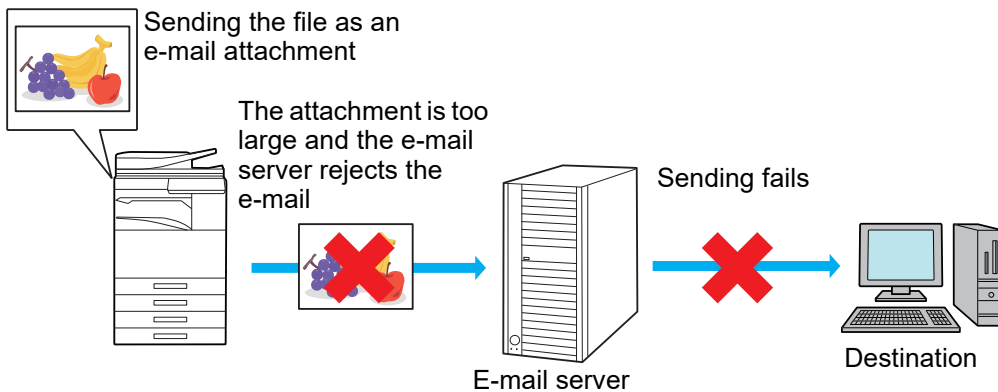 Sending the file as an
e-mail attachment
The attachment is too
large and the e-mail
server rejects the
e-mail
Sending fails
E-mail server
Destination